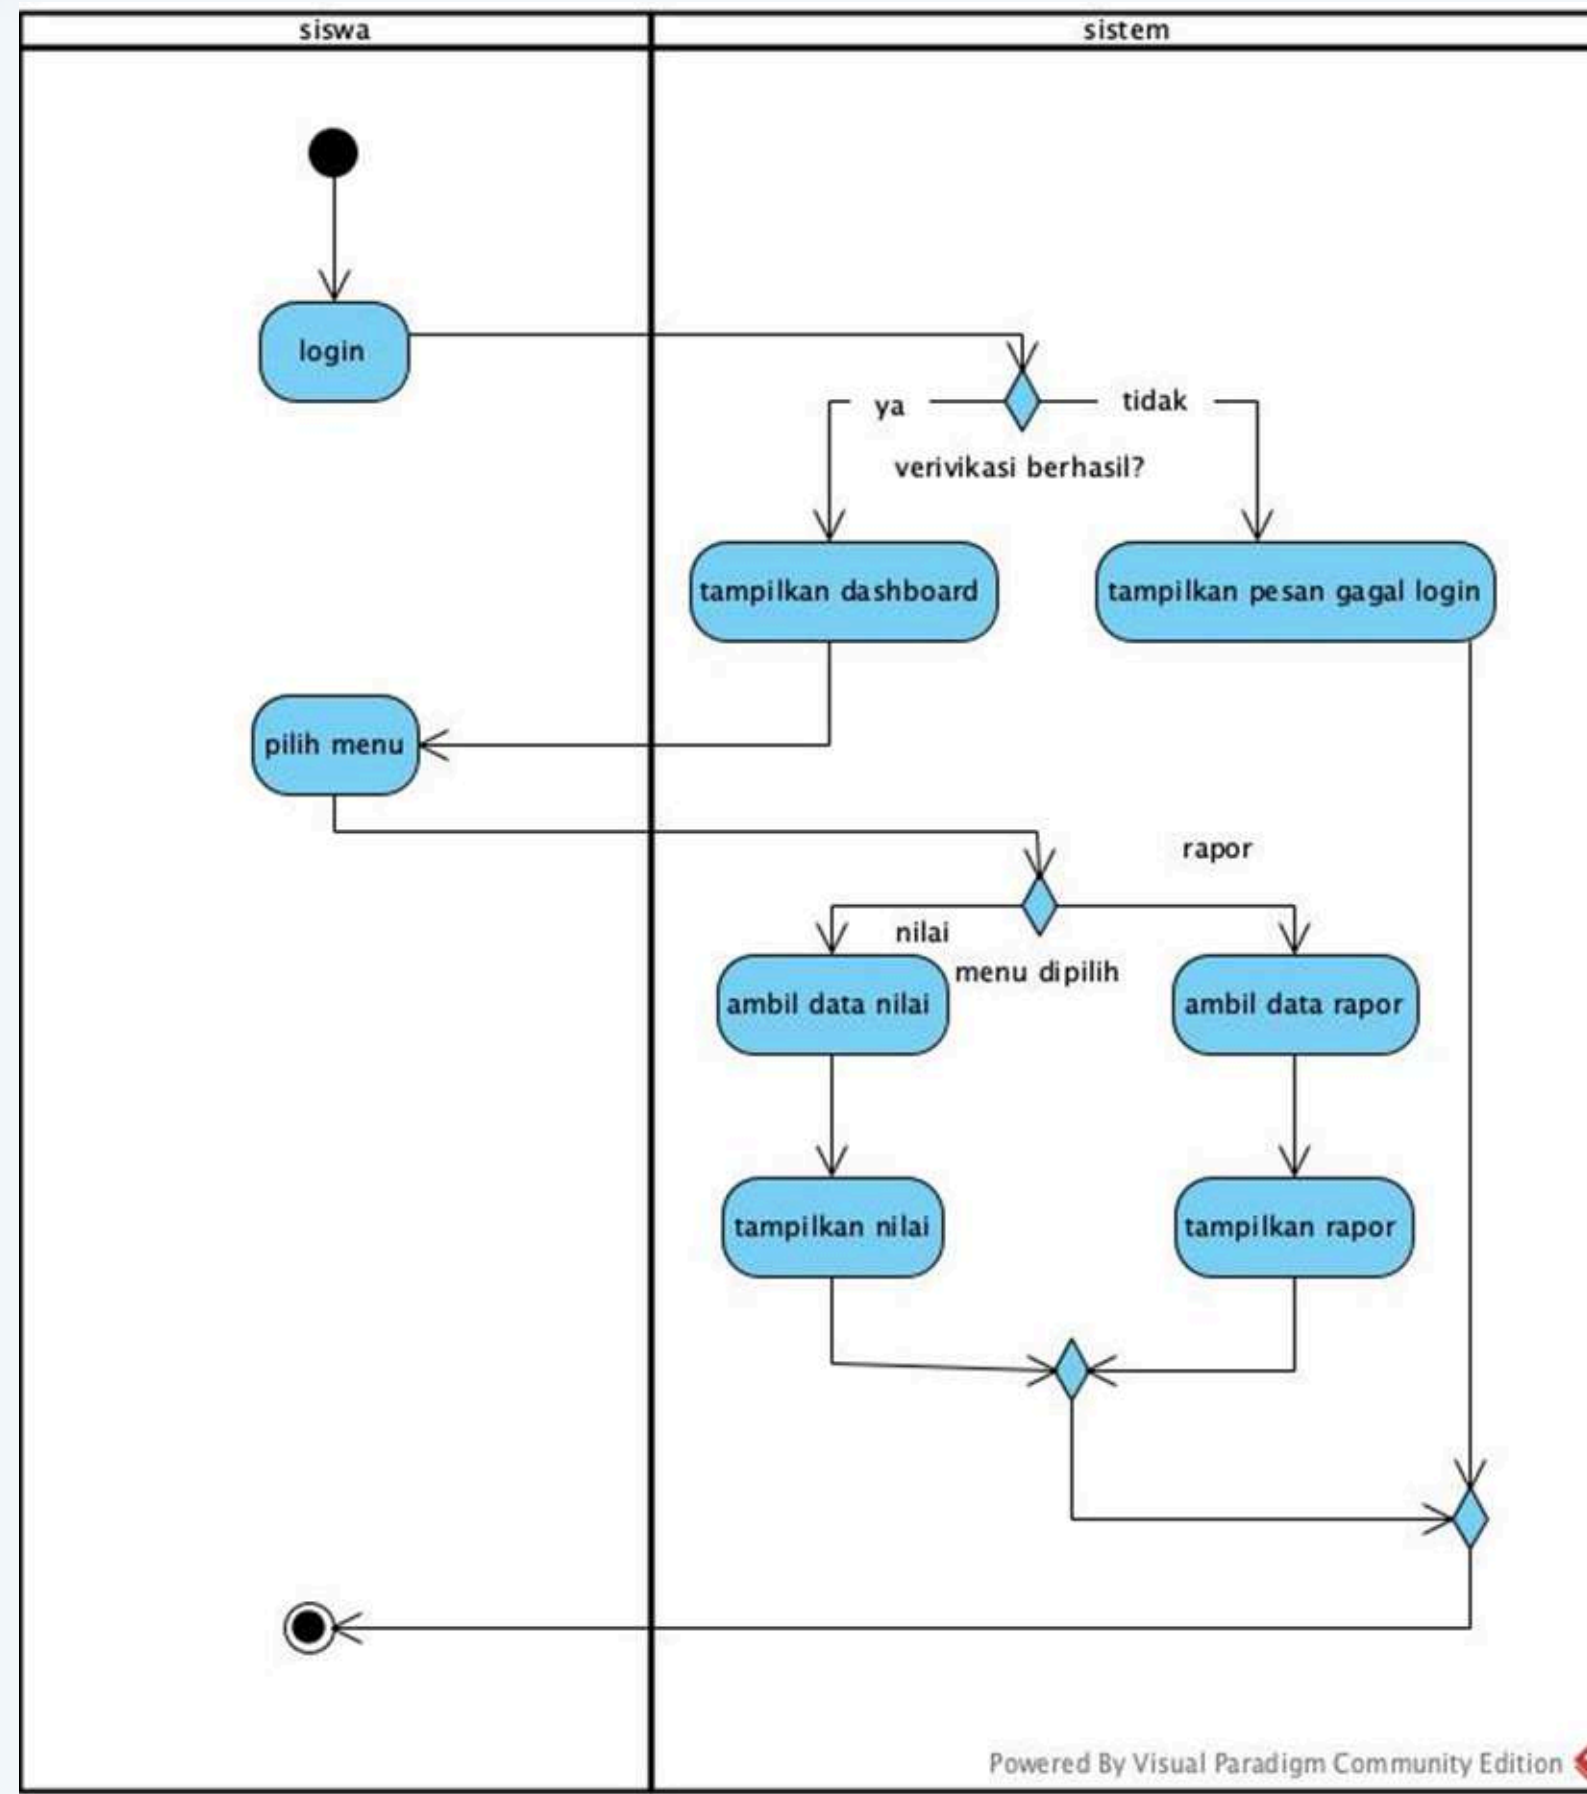 siswa
sistem
login
ya
tidak
verivikasi berhasil?
tampilkan dashboard
tampilkan pesan gagal login
pilih menu
rapor
nilai
menu dipilih
ambil data nilai
ambil data rapor
tampilkan nilai
tampilkan rapor
Powered By Visual Paradigm Community Edition